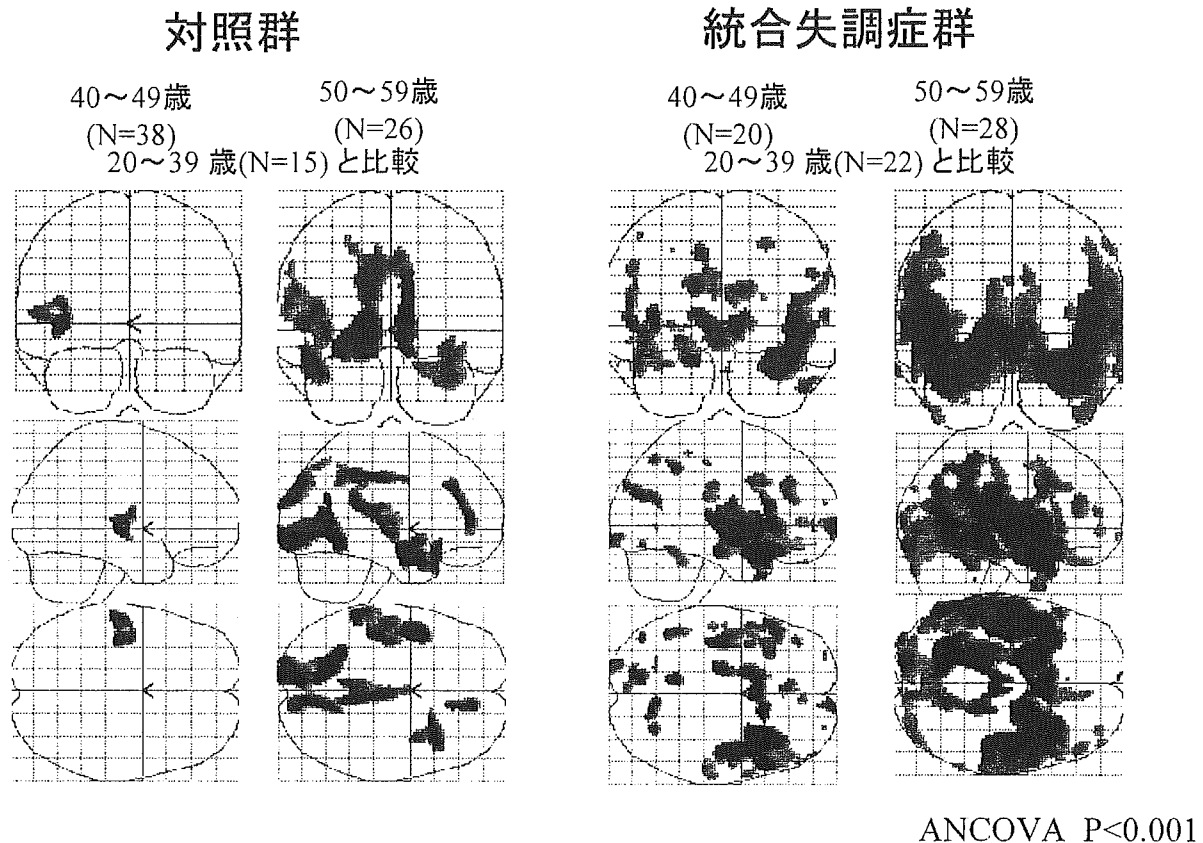 対照群
統合失調症群
40～49歳
(N=38)
50～59歳
(N=26)
20～39 歳(N=15) と比較
40～49歳
(N=20)
50～59歳
(N=28)
20～39 歳(N=22) と比較
ANCOVA P<0.001